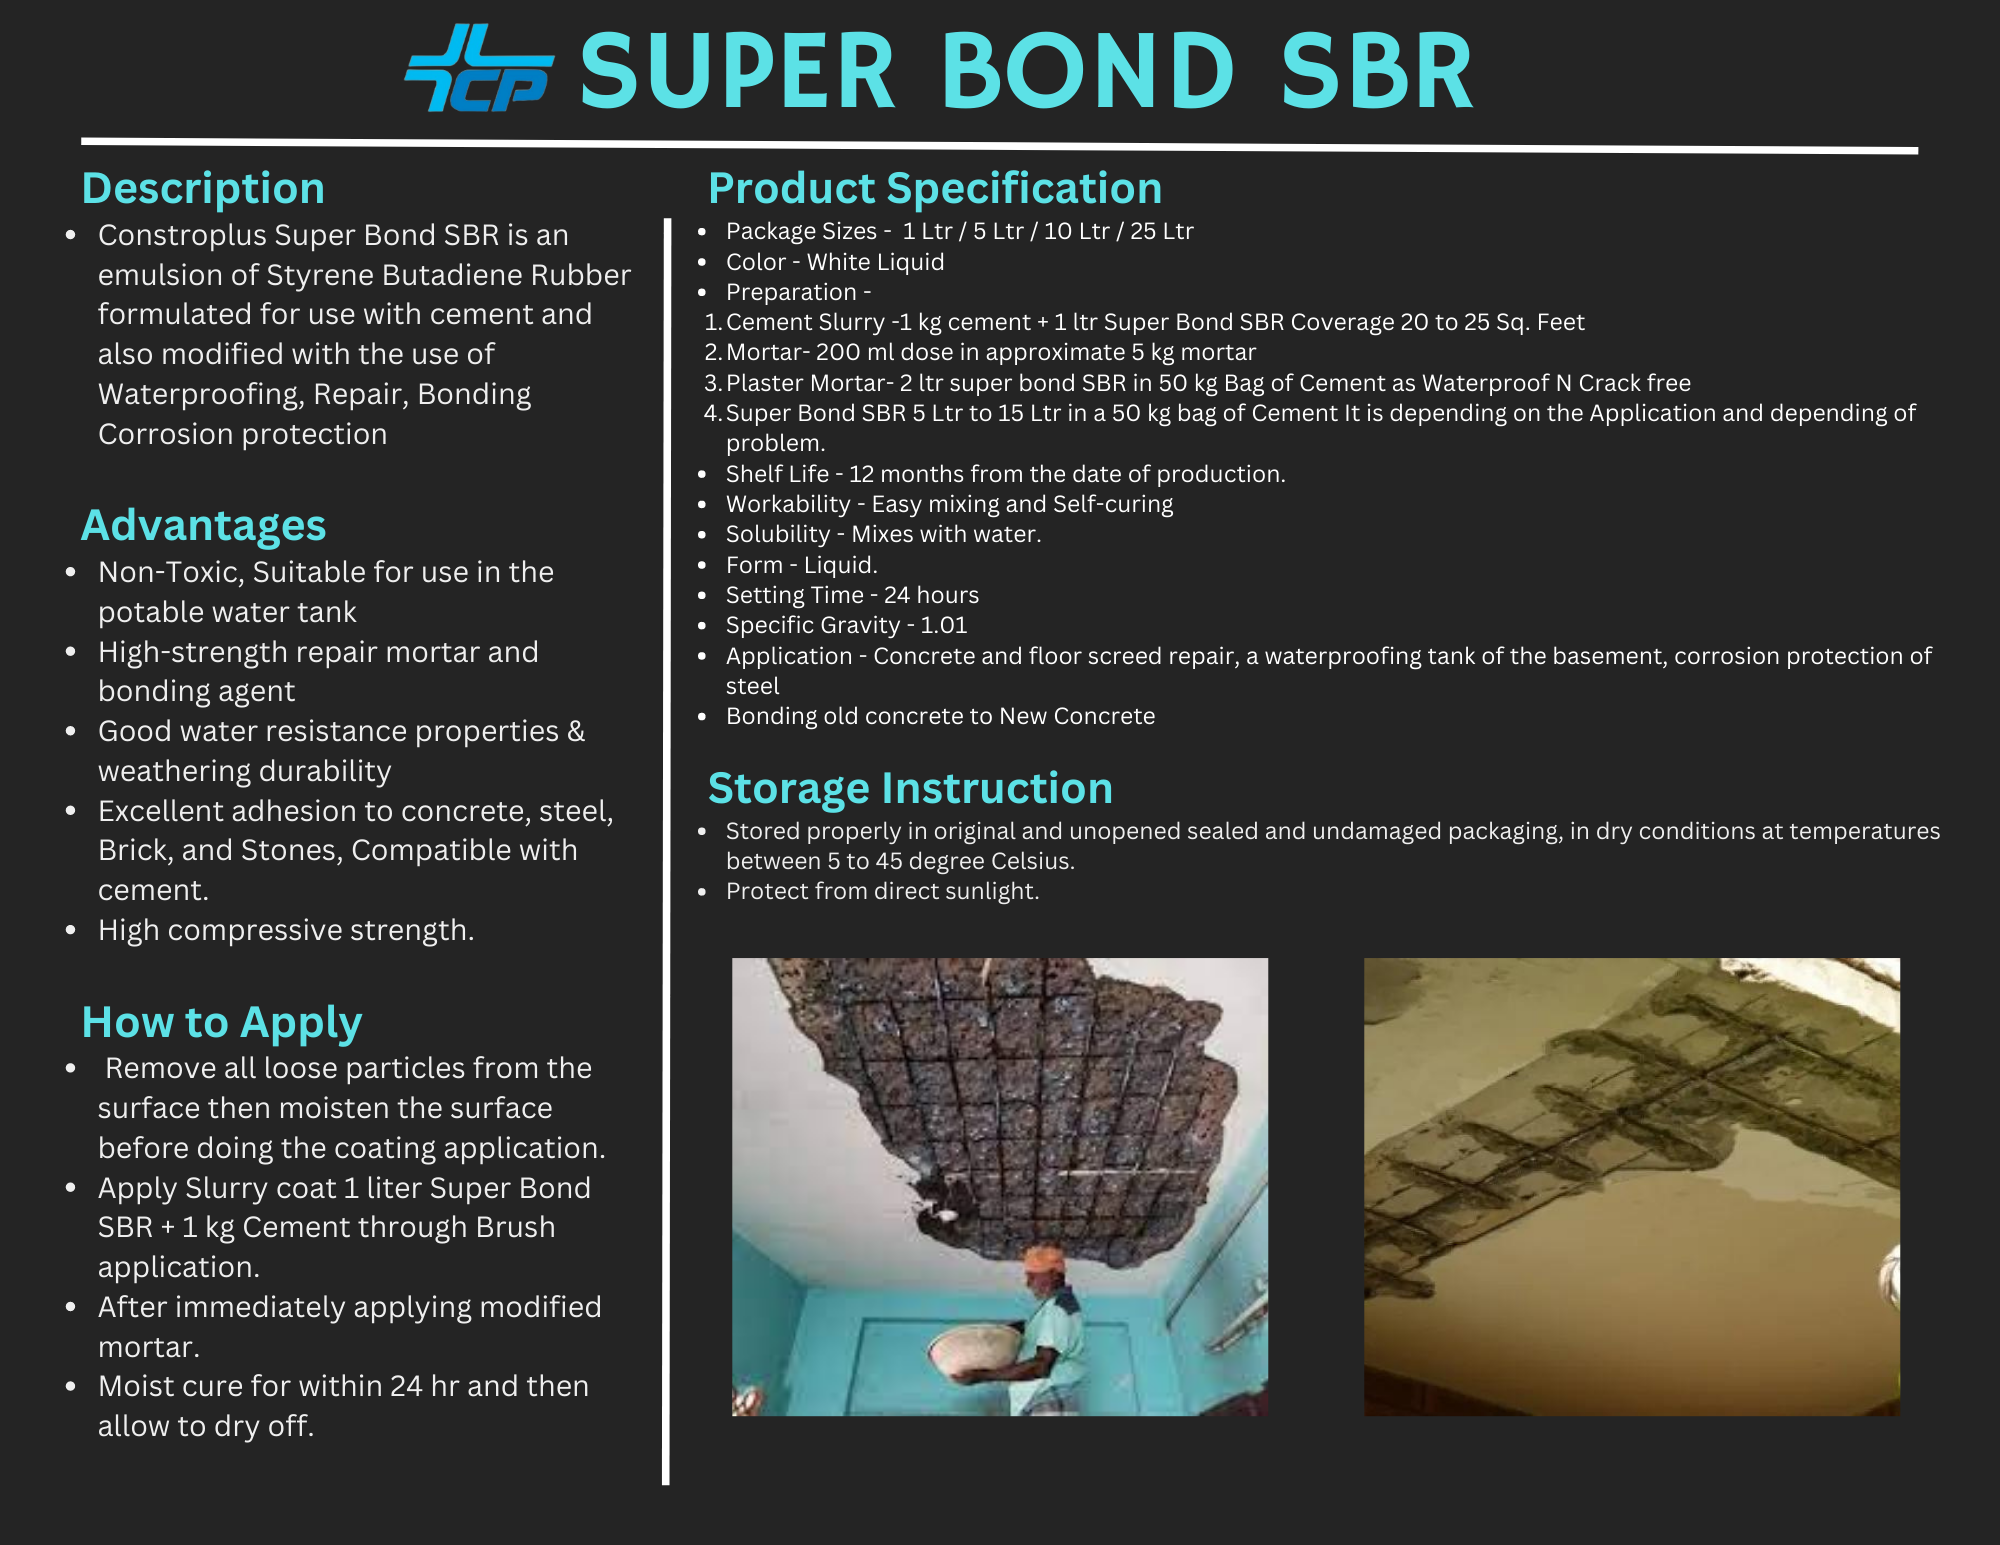 CP SUPER BOND SBR
Description
• Constroplus Super Bond SBR is an
emulsion of Styrene Butadiene Rubber
formulated for use with cement and
also modified with the use of
Waterproofing, Repair, Bonding
Corrosion protection
Advantages
• Non-Toxic, Suitable for use in the
potable water tank
• High-strength repair mortar and
bonding agent
• Good water resistance properties &
weathering durability
• Excellent adhesion to concrete, steel,
Brick, and Stones, Compatible with
cement.
• High compressive strength.
How to Apply
• Remove all loose particles from the
surface then moisten the surface
before doing the coating application.
• Apply Slurry coat 1 liter Super Bond
SBR + 1 kg Cement through Brush
application.
• After immediately applying modified
mortar.
• Moist cure for within 24 hr and then
allow to dry off.
Product Specification
• Package Sizes - 1 Ltr / 5 Ltr / 10 Ltr / 25 Ltr
• Color - White Liquid
• Preparation -
1. Cement Slurry -1 kg cement + 1 ltr Super Bond SBR Coverage 20 to 25 Sq. Feet
2. Mortar- 200 ml dose in approximate 5 kg mortar
3. Plaster Mortar- 2 ltr super bond SBR in 50 kg Bag of Cement as Waterproof N Crack free
4. Super Bond SBR 5 Ltr to 15 Ltr in a 50 kg bag of Cement It is depending on the Application and depending of
problem.
• Shelf Life - 12 months from the date of production.
• Workability - Easy mixing and Self-curing
• Solubility - Mixes with water.
• Form - Liquid.
• Setting Time - 24 hours
• Specific Gravity - 1.01
• Application - Concrete and floor screed repair, a waterproofing tank of the basement, corrosion protection of
steel
• Bonding old concrete to New Concrete
Storage Instruction
• Stored properly in original and unopened sealed and undamaged packaging, in dry conditions at temperatures
between 5 to 45 degree Celsius.
• Protect from direct sunlight.